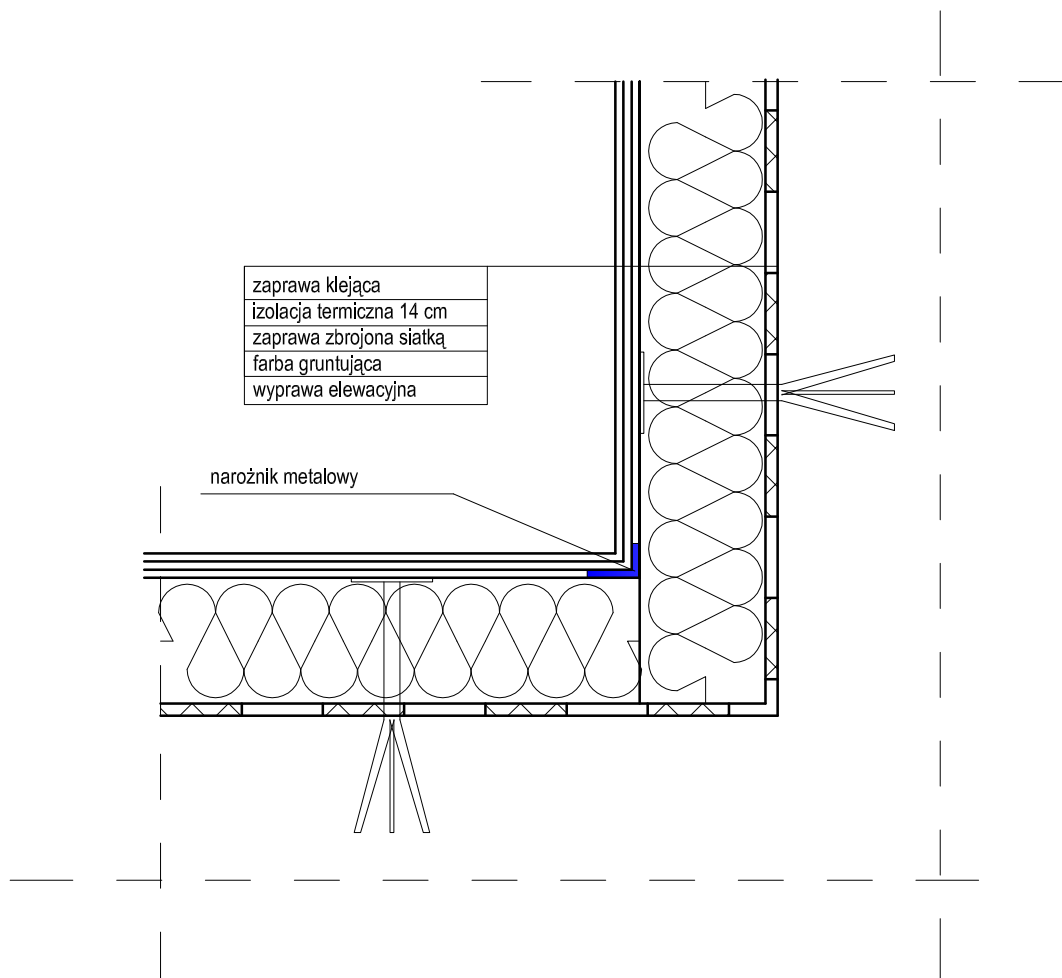 zaprawa klejąca
izolacja termiczna 14 cm
zaprawa zbrojona siatką
farba gruntująca
wyprawa elewacyjna
narożnik metalowy